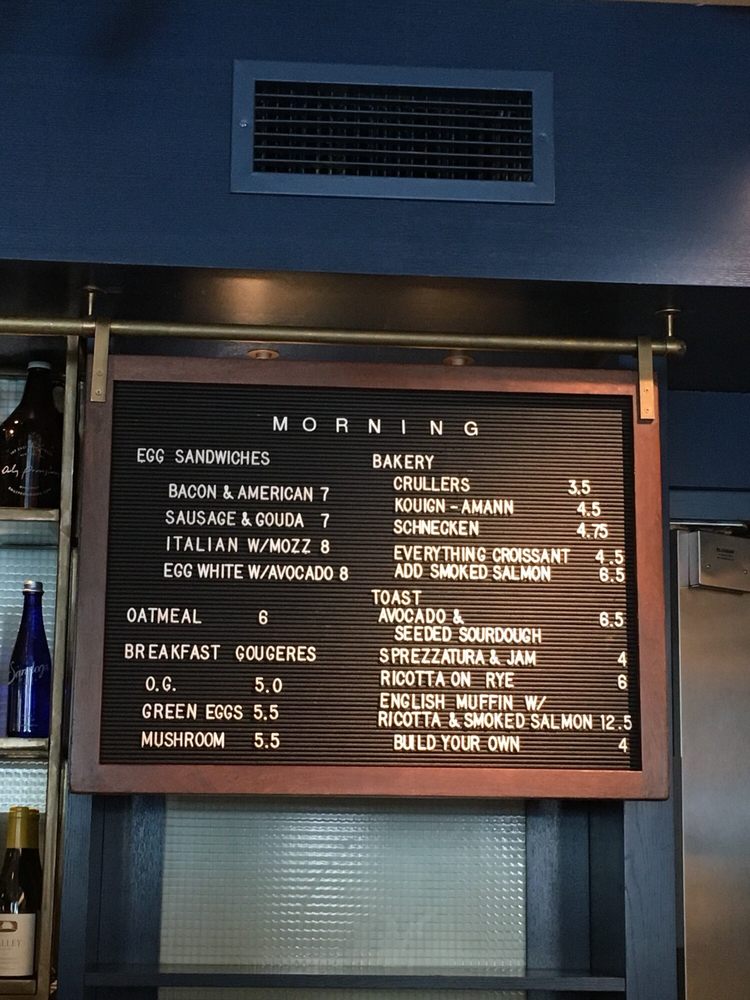 MORNING
EGG SANDWICHES
BACON & AMERICAN 7
SAUSAGE & GOUDA 7
ITALIAN W/MOZZ 8
EGG WHITE W/AVOCADO 8
OATMEAL 6
BREAKFAST GOUGERES
O.G. 5.0
GREEN EGGS 5.5
MUSHROOM 5.5
BAKERY
CRULLERS 3.5
KOUIGN-AMANN 4.5
SCHNECKEN 4.75
EVERYTHING CROISSANT 4.5
ADD SMOKED SALMON 6.5
TOAST
AVOCADO & 6.5
SEEDED SOURDOUGH
SPREZZATURA & JAM 4
RICOTTA ON RYE 6
ENGLISH MUFFIN W/
RICOTTA & SMOKED SALMON 12.5
BUILD YOUR OWN 4
Saratoga